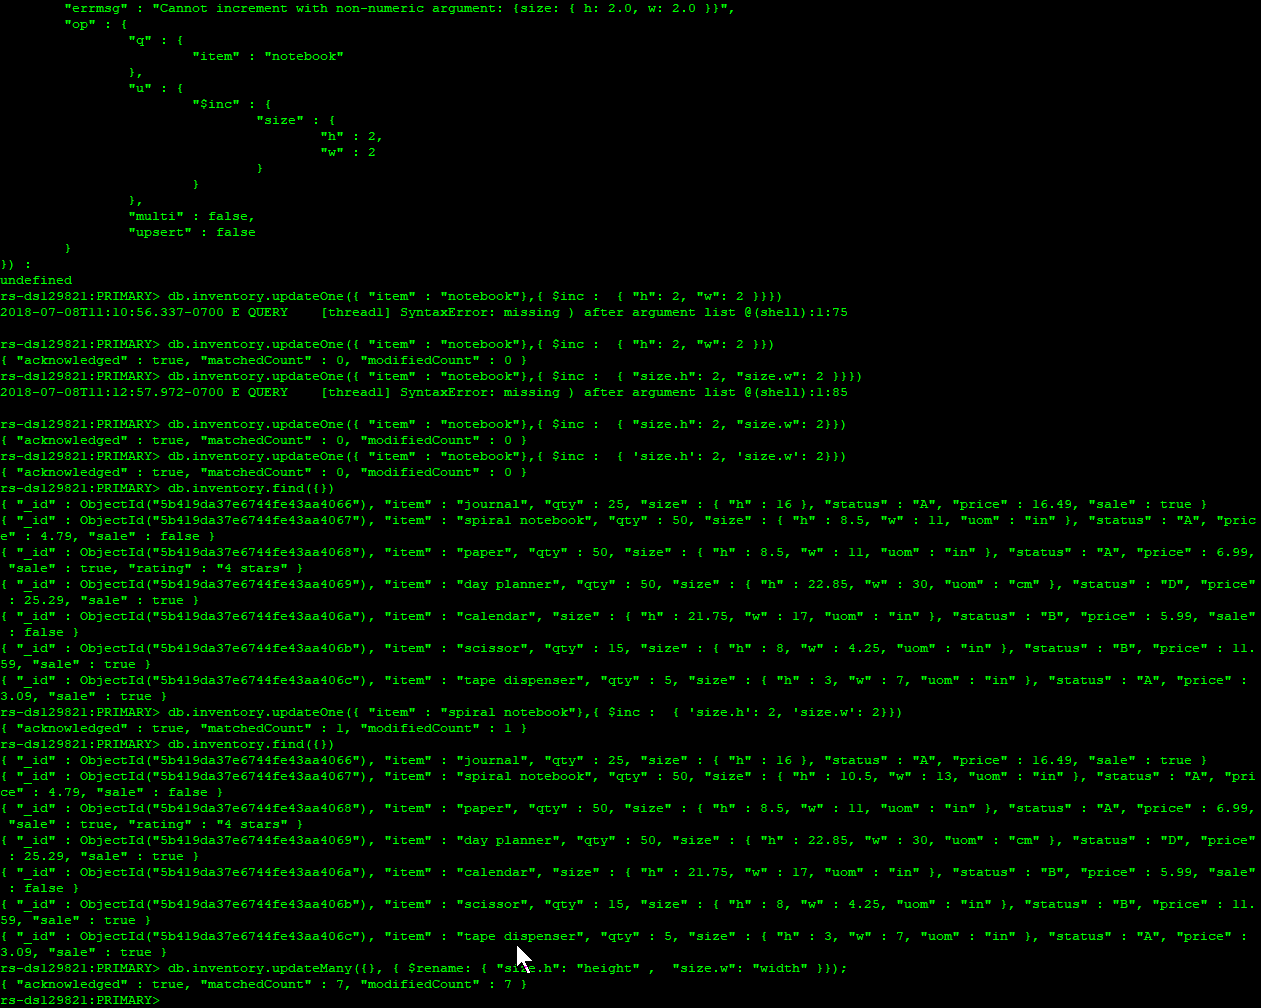 "errmsg" : "Cannot increment with non-numeric argument: {size: { h: 2.0, w: 2.0 }}",
"op" : {
"q" : {
"item" : "notebook"
},
"u" : {
"$inc" : {
"size" : {
"h" : 2,
"w" : 2
}
}
},
"multi" : false,
"upsert" : false
}
}) :
undefined
rs-ds129821:PRIMARY> db.inventory.updateOne({ "item" : "notebook"},{ $inc :  { "h": 2, "w": 2 }}})
2018-07-08T11:10:56.337-0700 E QUERY    [thread1] SyntaxError: missing ) after argument list @(shell):1:75
rs-ds129821:PRIMARY> db.inventory.updateOne({ "item" : "notebook"},{ $inc :  { "h": 2, "w": 2 }})
{ "acknowledged" : true, "matchedCount" : 0, "modifiedCount" : 0 }
rs-ds129821:PRIMARY> db.inventory.updateOne({ "item" : "notebook"},{ $inc :  { "size.h": 2, "size.w": 2 }}})
2018-07-08T11:12:57.972-0700 E QUERY    [thread1] SyntaxError: missing ) after argument list @(shell):1:85
rs-ds129821:PRIMARY> db.inventory.updateOne({ "item" : "notebook"},{ $inc :  { "size.h": 2, "size.w": 2}})
{ "acknowledged" : true, "matchedCount" : 0, "modifiedCount" : 0 }
rs-ds129821:PRIMARY> db.inventory.updateOne({ "item" : "notebook"},{ $inc :  { 'size.h': 2, 'size.w': 2}})
{ "acknowledged" : true, "matchedCount" : 0, "modifiedCount" : 0 }
rs-ds129821:PRIMARY> db.inventory.find({})
{ "_id" : ObjectId("5b419da37e6744fe43aa4066"), "item" : "journal", "qty" : 25, "size" : { "h" : 16 }, "status" : "A", "price" : 16.49, "sale" : true }
{ "_id" : ObjectId("5b419da37e6744fe43aa4067"), "item" : "spiral notebook", "qty" : 50, "size" : { "h" : 8.5, "w" : 11, "uom" : "in" }, "status" : "A", "pric
e" : 4.79, "sale" : false }
{ "_id" : ObjectId("5b419da37e6744fe43aa4068"), "item" : "paper", "qty" : 50, "size" : { "h" : 8.5, "w" : 11, "uom" : "in" }, "status" : "A", "price" : 6.99,
"sale" : true, "rating" : "4 stars" }
{ "_id" : ObjectId("5b419da37e6744fe43aa4069"), "item" : "day planner", "qty" : 50, "size" : { "h" : 22.85, "w" : 30, "uom" : "cm" }, "status" : "D", "price"
: 25.29, "sale" : true }
{ "_id" : ObjectId("5b419da37e6744fe43aa406a"), "item" : "calendar", "size" : { "h" : 21.75, "w" : 17, "uom" : "in" }, "status" : "B", "price" : 5.99, "sale"
: false }
{ "_id" : ObjectId("5b419da37e6744fe43aa406b"), "item" : "scissor", "qty" : 15, "size" : { "h" : 8, "w" : 4.25, "uom" : "in" }, "status" : "B", "price" : 11.
59, "sale" : true }
{ "_id" : ObjectId("5b419da37e6744fe43aa406c"), "item" : "tape dispenser", "qty" : 5, "size" : { "h" : 3, "w" : 7, "uom" : "in" }, "status" : "A", "price" :
3.09, "sale" : true }
rs-ds129821:PRIMARY> db.inventory.updateOne({ "item" : "spiral notebook"},{ $inc :  { 'size.h': 2, 'size.w': 2}})
{ "acknowledged" : true, "matchedCount" : 1, "modifiedCount" : 1 }
rs-ds129821:PRIMARY> db.inventory.find({})
{ "_id" : ObjectId("5b419da37e6744fe43aa4066"), "item" : "journal", "qty" : 25, "size" : { "h" : 16 }, "status" : "A", "price" : 16.49, "sale" : true }
{ "_id" : ObjectId("5b419da37e6744fe43aa4067"), "item" : "spiral notebook", "qty" : 50, "size" : { "h" : 10.5, "w" : 13, "uom" : "in" }, "status" : "A", "pri
ce" : 4.79, "sale" : false }
{ "_id" : ObjectId("5b419da37e6744fe43aa4068"), "item" : "paper", "qty" : 50, "size" : { "h" : 8.5, "w" : 11, "uom" : "in" }, "status" : "A", "price" : 6.99,
"sale" : true, "rating" : "4 stars" }
{ "_id" : ObjectId("5b419da37e6744fe43aa4069"), "item" : "day planner", "qty" : 50, "size" : { "h" : 22.85, "w" : 30, "uom" : "cm" }, "status" : "D", "price"
: 25.29, "sale" : true }
{ "_id" : ObjectId("5b419da37e6744fe43aa406a"), "item" : "calendar", "size" : { "h" : 21.75, "w" : 17, "uom" : "in" }, "status" : "B", "price" : 5.99, "sale"
: false }
{ "_id" : ObjectId("5b419da37e6744fe43aa406b"), "item" : "scissor", "qty" : 15, "size" : { "h" : 8, "w" : 4.25, "uom" : "in" }, "status" : "B", "price" : 11.
59, "sale" : true }
{ "_id" : ObjectId("5b419da37e6744fe43aa406c"), "item" : "tape dispenser", "qty" : 5, "size" : { "h" : 3, "w" : 7, "uom" : "in" }, "status" : "A", "price" :
3.09, "sale" : true }
rs-ds129821:PRIMARY> db.inventory.updateMany({}, { $rename: { "size.h": "height" ,  "size.w": "width" }});
{ "acknowledged" : true, "matchedCount" : 7, "modifiedCount" : 7 }
rs-ds129821:PRIMARY>